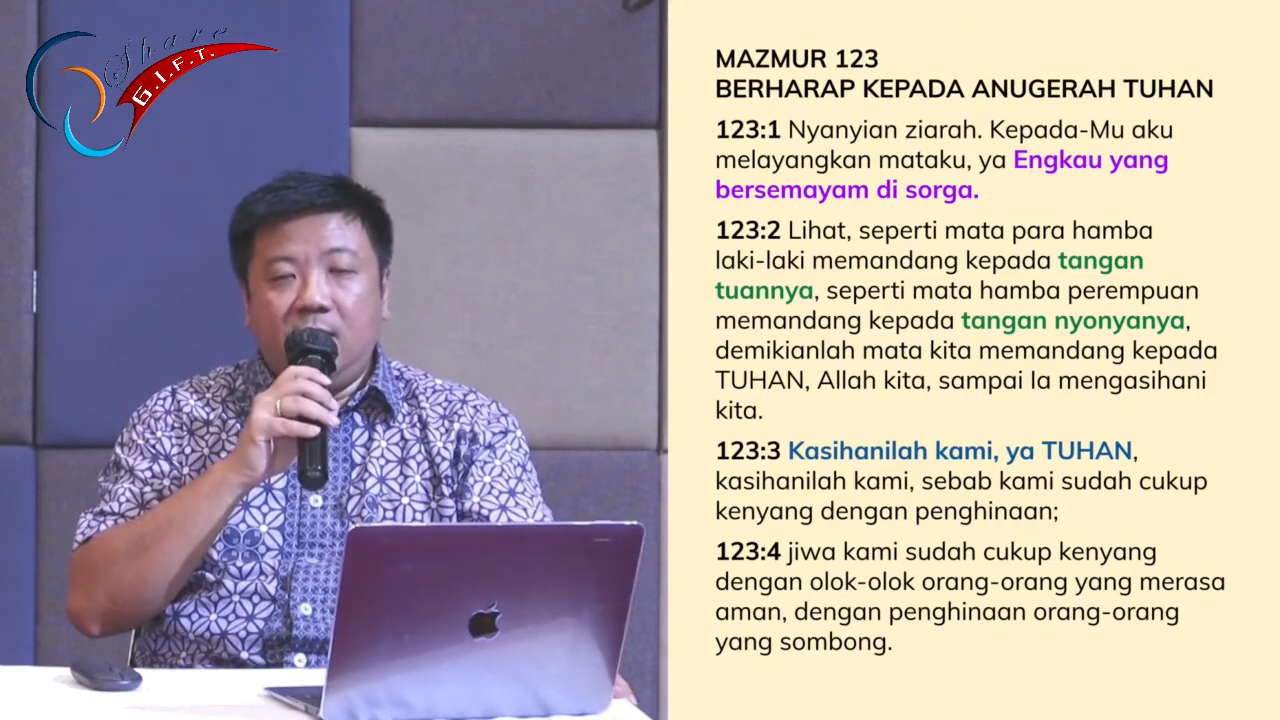 Share
G.I.F.T.
MAZMUR 123
BERHARAP KEPADA ANUGERAH TUHAN
123:1 Nyanyian ziarah. Kepada-Mu aku
melayangkan mataku, ya Engkau yang
bersemayam di sorga.
123:2 Lihat, seperti mata para hamba
laki-laki memandang kepada tangan
tuannya, seperti mata hamba perempuan
memandang kepada tangan nyonyanya,
demikianlah mata kita memandang kepada
TUHAN, Allah kita, sampai Ia mengasihani
kita.
123:3 Kasihanilah kami, ya TUHAN,
kasihanilah kami, sebab kami sudah cukup
kenyang dengan penghinaan;
123:4 jiwa kami sudah cukup kenyang
dengan olok-olok orang-orang yang merasa
aman, dengan penghinaan orang-orang
yang sombong.